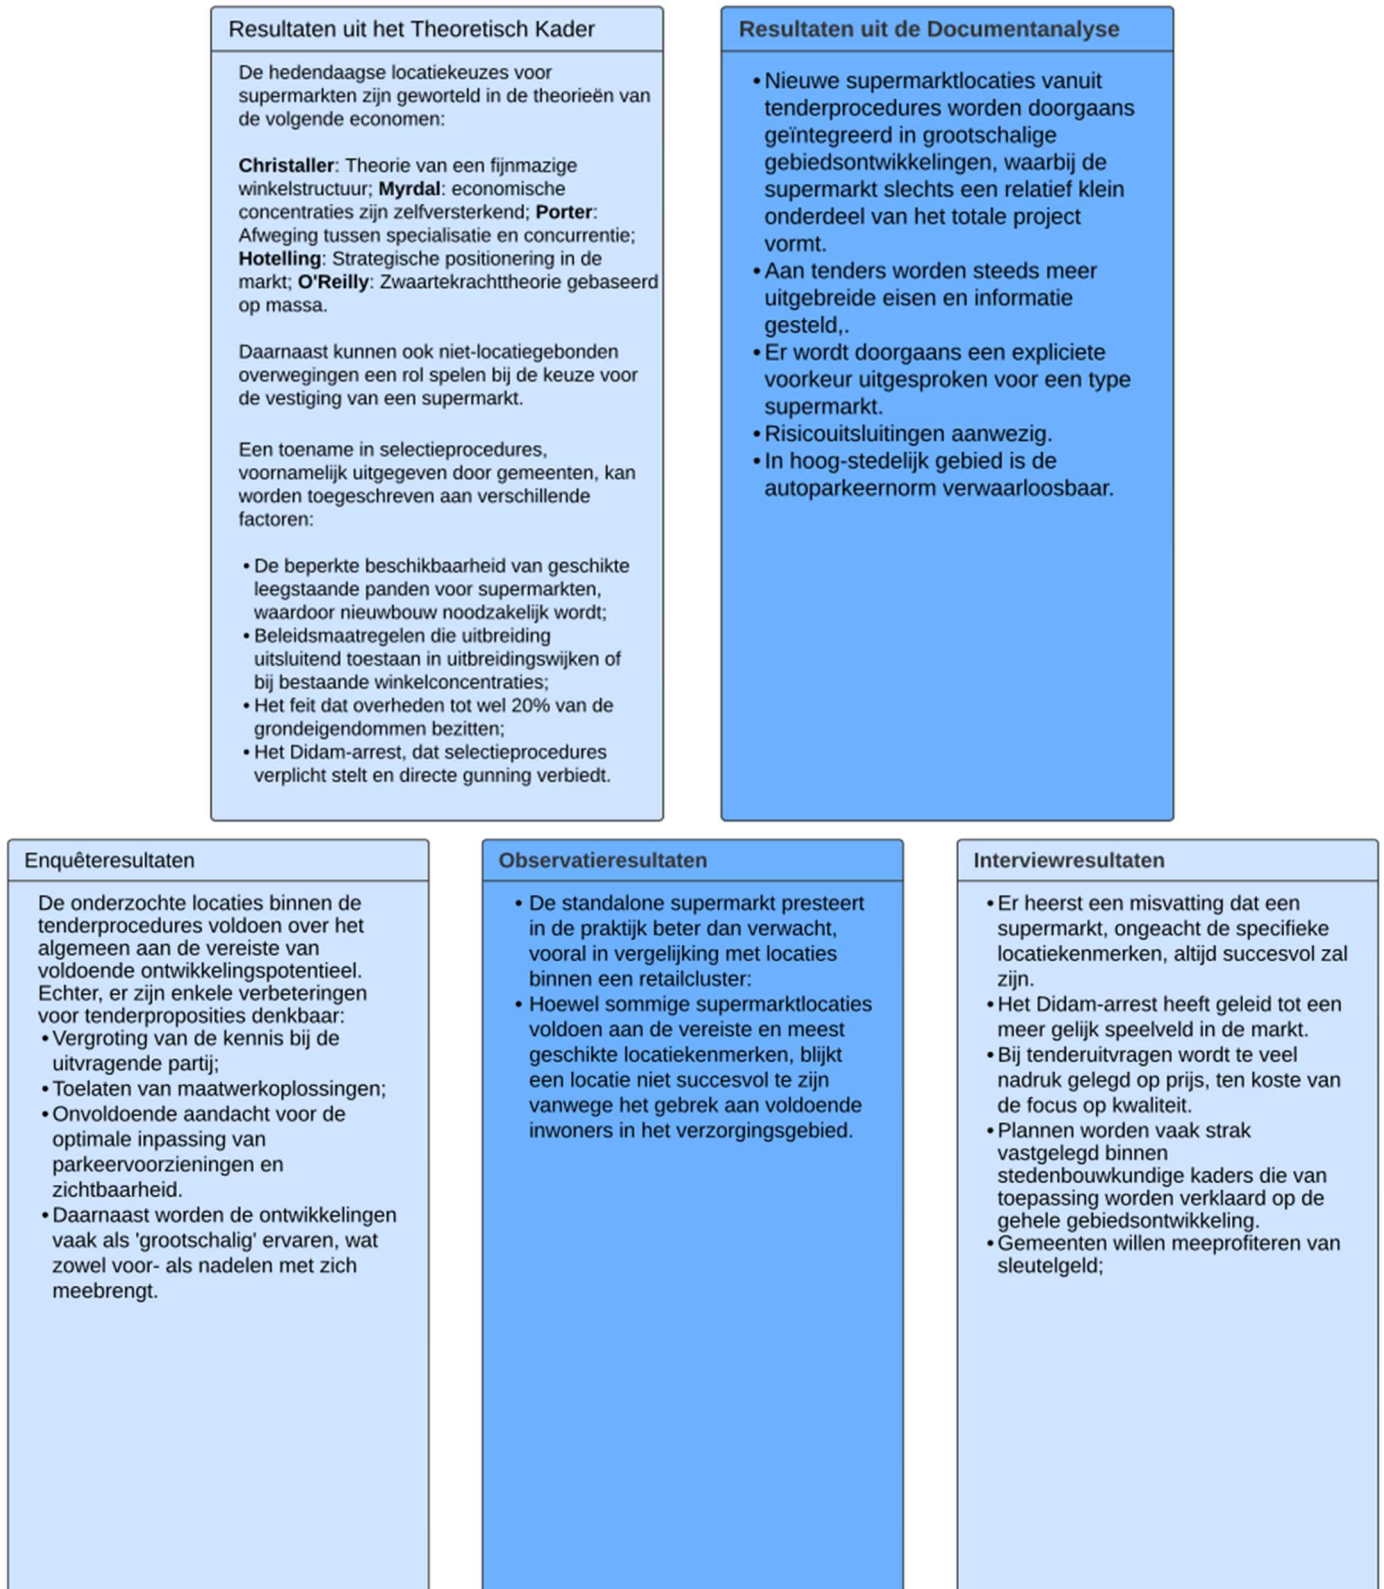 Resultaten uit het Theoretisch Kader
De hedendaagse locatiekeuzes voor
supermarkten zijn geworteld in de theorieën van
de volgende economen:
Christaller: Theorie van een fijnmazige
winkelstructuur; Myrdal: economische
concentraties zijn zelfversterkend; Porter:
Afweging tussen specialisatie en concurrentie;
Hotelling: Strategische positionering in de
markt; O'Reilly: Zwaartekrachttheorie gebaseerd
op massa.
Daarnaast kunnen ook niet-locatiegebonden
overwegingen een rol spelen bij de keuze voor
de vestiging van een supermarkt.
Een toename in selectieprocedures,
voornamelijk uitgegeven door gemeenten, kan
worden toegeschreven aan verschillende
factoren:
• De beperkte beschikbaarheid van geschikte
leegstaande panden voor supermarkten,
waardoor nieuwbouw noodzakelijk wordt;
• Beleidsmaatregelen die uitbreiding
uitsluitend toestaan in uitbreidingswijken of
bij bestaande winkelconcentraties;
• Het feit dat overheden tot wel 20% van de
grondeigendommen bezitten;
• Het Didam-arrest, dat selectieprocedures
verplicht stelt en directe gunning verbiedt.
Resultaten uit de Documentanalyse
• Nieuwe supermarktlocaties vanuit
tenderprocedures worden doorgaans
geïntegreerd in grootschalige
gebiedsontwikkelingen, waarbij de
supermarkt slechts een relatief klein
onderdeel van het totale project
vormt.
• Aan tenders worden steeds meer
uitgebreide eisen en informatie
gesteld,.
• Er wordt doorgaans een expliciete
voorkeur uitgesproken voor een type
supermarkt.
• Risicouitsluitingen aanwezig.
• In hoog-stedelijk gebied is de
autoparkeernorm verwaarloosbaar.
Enquêteresultaten
De onderzochte locaties binnen de
tenderprocedures voldoen over het
algemeen aan de vereiste van
voldoende ontwikkelingspotentieel.
Echter, er zijn enkele verbeteringen
voor tenderproposities denkbaar:
• Vergroting van de kennis bij de
uitvragende partij;
• Toelaten van maatwerkoplossingen;
• Onvoldoende aandacht voor de
optimale inpassing van
parkeervoorzieningen en
zichtbaarheid.
• Daarnaast worden de ontwikkelingen
vaak als 'grootschalig' ervaren, wat
zowel voor- als nadelen met zich
meebrengt.
Observatieresultaten
• De standalone supermarkt presteert
in de praktijk beter dan verwacht,
vooral in vergelijking met locaties
binnen een retailcluster:
• Hoewel sommige supermarktlocaties
voldoen aan de vereiste en meest
geschikte locatiekenmerken, blijkt
een locatie niet succesvol te zijn
vanwege het gebrek aan voldoende
inwoners in het verzorgingsgebied.
Interviewresultaten
• Er heerst een misvatting dat een
supermarkt, ongeacht de specifieke
locatiekenmerken, altijd succesvol zal
zijn.
• Het Didam-arrest heeft geleid tot een
meer gelijk speelveld in de markt.
• Bij tenderuitvragen wordt te veel
nadruk gelegd op prijs, ten koste van
de focus op kwaliteit.
• Plannen worden vaak strak
vastgelegd binnen
stedenbouwkundige kaders die van
toepassing worden verklaard op de
gehele gebiedsontwikkeling.
• Gemeenten willen meeprofiteren van
sleutelgeld;